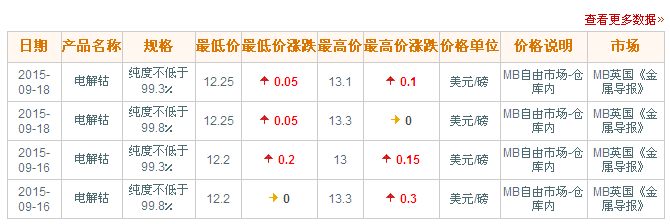 查看更多数据»
日期 产品名称 规格 最低价 最低价涨跌 最高价 最高价涨跌 价格单位 价格说明 市场
2015-09-18 电解钴 纯度不低于99.3% 12.25 0.05 13.1 0.1 美元/磅 MB自由市场-仓库内 MB英国《金属导报》
2015-09-18 电解钴 纯度不低于99.8% 12.25 0.05 13.3 0 美元/磅 MB自由市场-仓库内 MB英国《金属导报》
2015-09-16 电解钴 纯度不低于99.3% 12.2 0.2 13 0.15 美元/磅 MB自由市场-仓库内 MB英国《金属导报》
2015-09-16 电解钴 纯度不低于99.8% 12.2 0 13.3 0.3 美元/磅 MB自由市场-仓库内 MB英国《金属导报》